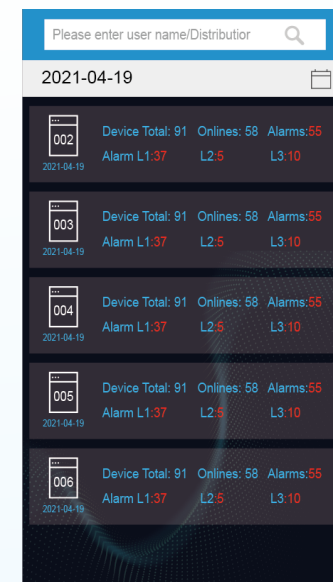 Please enter user name/Distributior
2021-04-19
002
2021-04-19
Device Total: 91 Onlines: 58 Alarms:55
Alarm L1:37 L2:5 L3:10
003
2021-04-19
Device Total: 91 Onlines: 58 Alarms:55
Alarm L1:37 L2:5 L3:10
004
2021-04-19
Device Total: 91 Onlines: 58 Alarms:55
Alarm L1:37 L2:5 L3:10
005
2021-04-19
Device Total: 91 Onlines: 58 Alarms:55
Alarm L1:37 L2:5 L3:10
006
2021-04-19
Device Total: 91 Onlines: 58 Alarms:55
Alarm L1:37 L2:5 L3:10